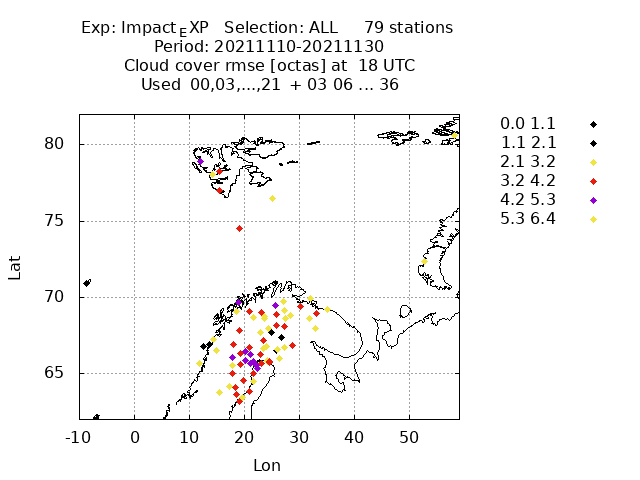 Exp: Impact_EXP   Selection: ALL     79 stations
Period: 20211110-20211130
Cloud cover rmse [octas] at  18 UTC
Used  00,03,...,21  + 03 06 ... 36
0.0 1.1
1.1 2.1
2.1 3.2
3.2 4.2
4.2 5.3
5.3 6.4
80
75
70
65
Lat
-10 0 10 20 30 40 50
Lon